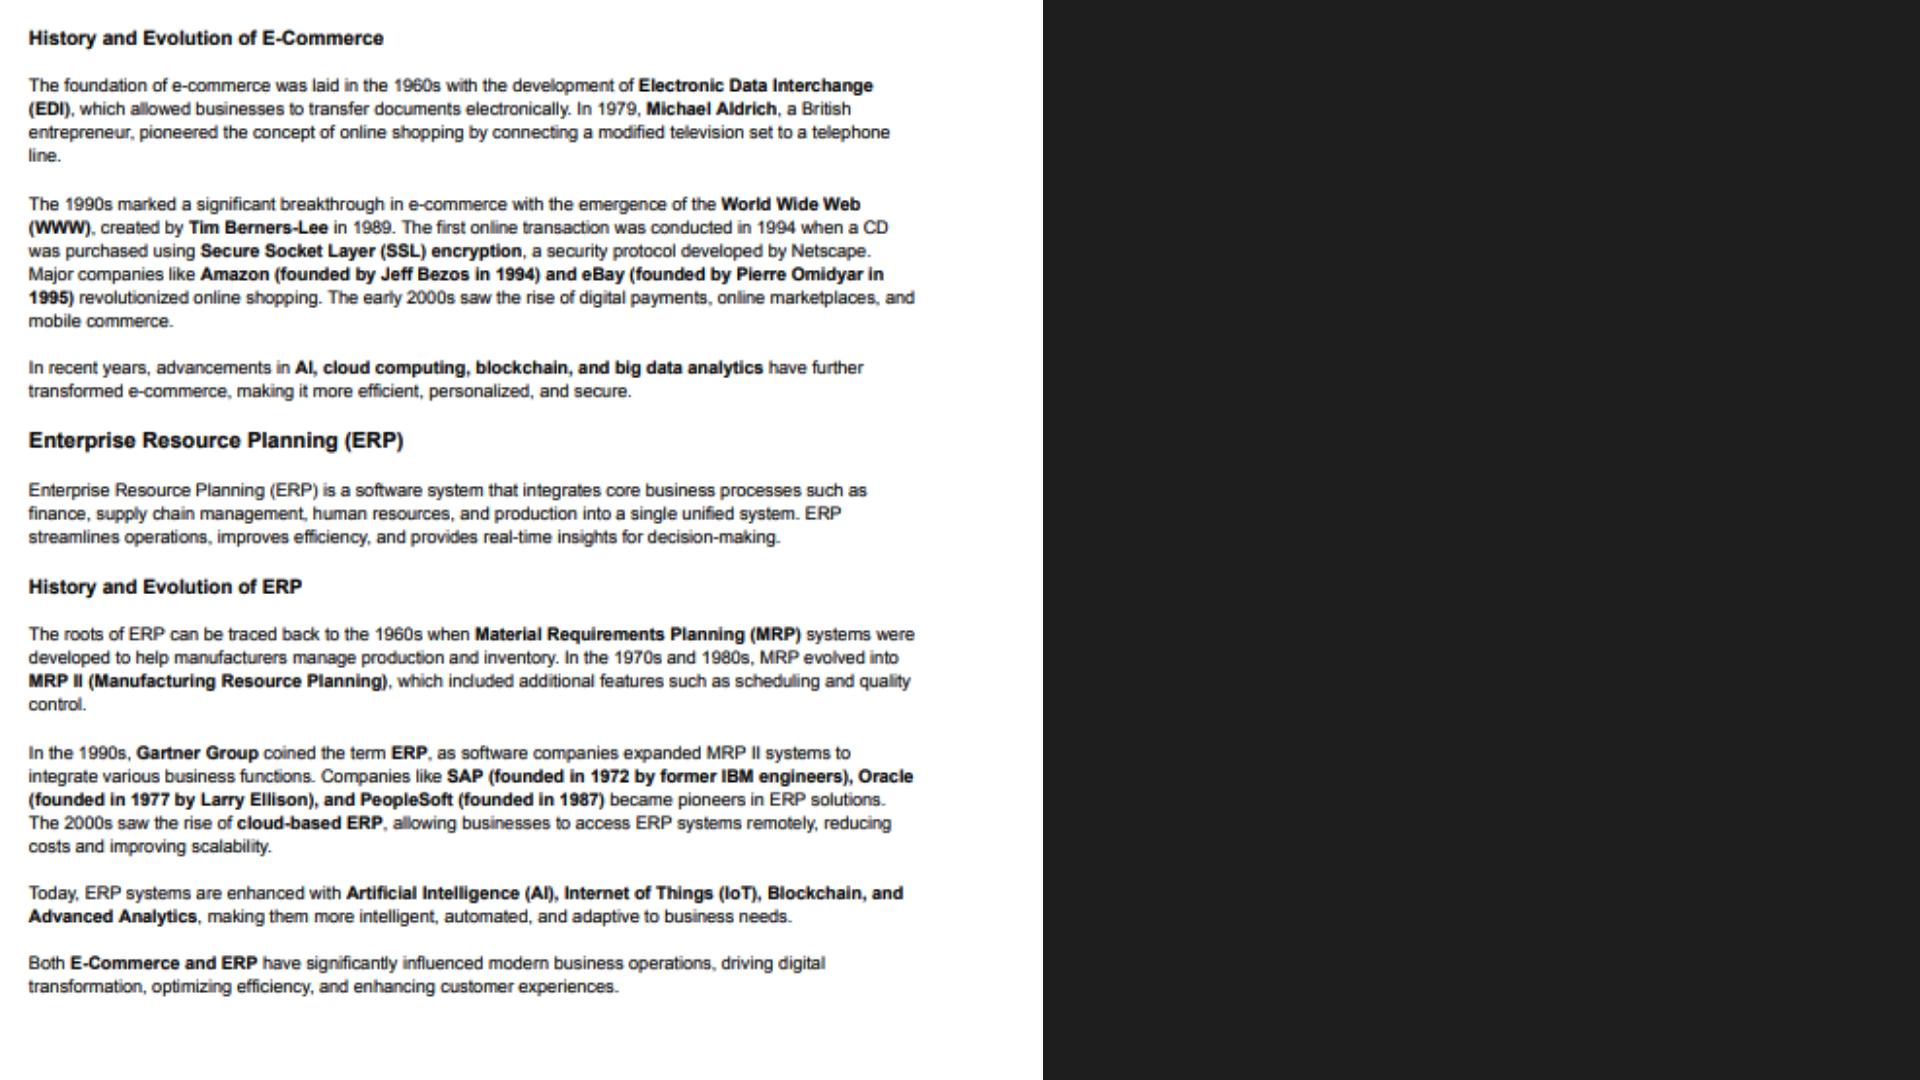 History and Evolution of E-Commerce
The foundation of e-commerce was laid in the 1960s with the development of Electronic Data Interchange
(EDI), which allowed businesses to transfer documents electronically. In 1979, Michael Aldrich, a British
entrepreneur, pioneered the concept of online shopping by connecting a modified television set to a telephone
line.
The 1990s marked a significant breakthrough in e-commerce with the emergence of the World Wide Web
(WWW), created by Tim Berners-Lee in 1989. The first online transaction was conducted in 1994 when a CD
was purchased using Secure Socket Layer (SSL) encryption, a security protocol developed by Netscape.
Major companies like Amazon (founded by Jeff Bezos in 1994) and eBay (founded by Pierre Omidyar in
1995) revolutionized online shopping. The early 2000s saw the rise of digital payments, online marketplaces, and
mobile commerce.
In recent years, advancements in AI, cloud computing, blockchain, and big data analytics have further
transformed e-commerce, making it more efficient, personalized, and secure.
Enterprise Resource Planning (ERP)
Enterprise Resource Planning (ERP) is a software system that integrates core business processes such as
finance, supply chain management, human resources, and production into a single unified system. ERP
streamlines operations, improves efficiency, and provides real-time insights for decision-making.
History and Evolution of ERP
The roots of ERP can be traced back to the 1960s when Material Requirements Planning (MRP) systems were
developed to help manufacturers manage production and inventory. In the 1970s and 1980s, MRP evolved into
MRP II (Manufacturing Resource Planning), which included additional features such as scheduling and quality
control.
In the 1990s, Gartner Group coined the term ERP, as software companies expanded MRP II systems to
integrate various business functions. Companies like SAP (founded in 1972 by former IBM engineers), Oracle
(founded in 1977 by Larry Ellison), and PeopleSoft (founded in 1987) became pioneers in ERP solutions.
The 2000s saw the rise of cloud-based ERP, allowing businesses to access ERP systems remotely, reducing
costs and improving scalability.
Today, ERP systems are enhanced with Artificial Intelligence (AI), Internet of Things (IoT), Blockchain, and
Advanced Analytics, making them more intelligent, automated, and adaptive to business needs.
Both E-Commerce and ERP have significantly influenced modern business operations, driving digital
transformation, optimizing efficiency, and enhancing customer experiences.